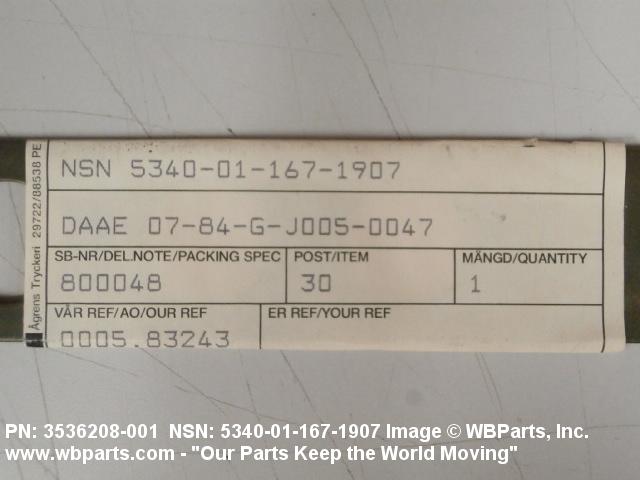 Ågrens Tryckeri 29722/88538 PE
NSN 5340-01-167-1907
DAAE 07-84-G-J005-0047
SB-NR/DEL.NOTE/PACKING SPEC POST/ITEM MÄNGD/QUANTITY
800048 30 1
VÅR REF/AO/OUR REF ER REF/YOUR REF
0005.83243
PN: 3536208-001 NSN: 5340-01-167-1907 Image © WBParts, Inc.
www.wbparts.com - "Our Parts Keep the World Moving"